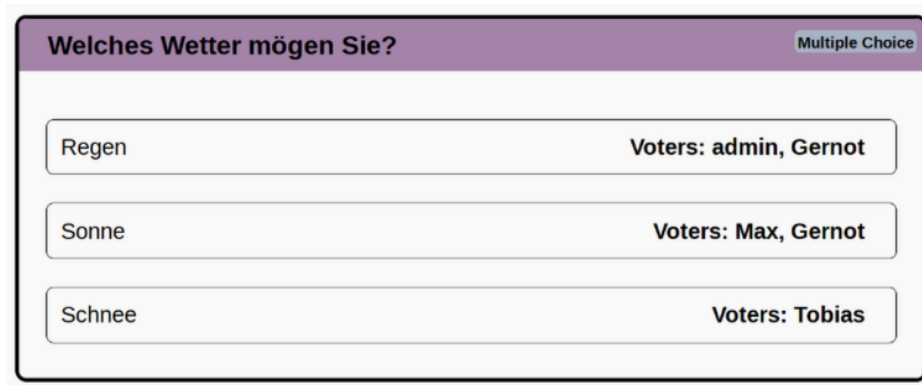 Welches Wetter mögen Sie?
Multiple Choice
Regen
Voters: admin, Gernot
Sonne
Voters: Max, Gernot
Schnee
Voters: Tobias